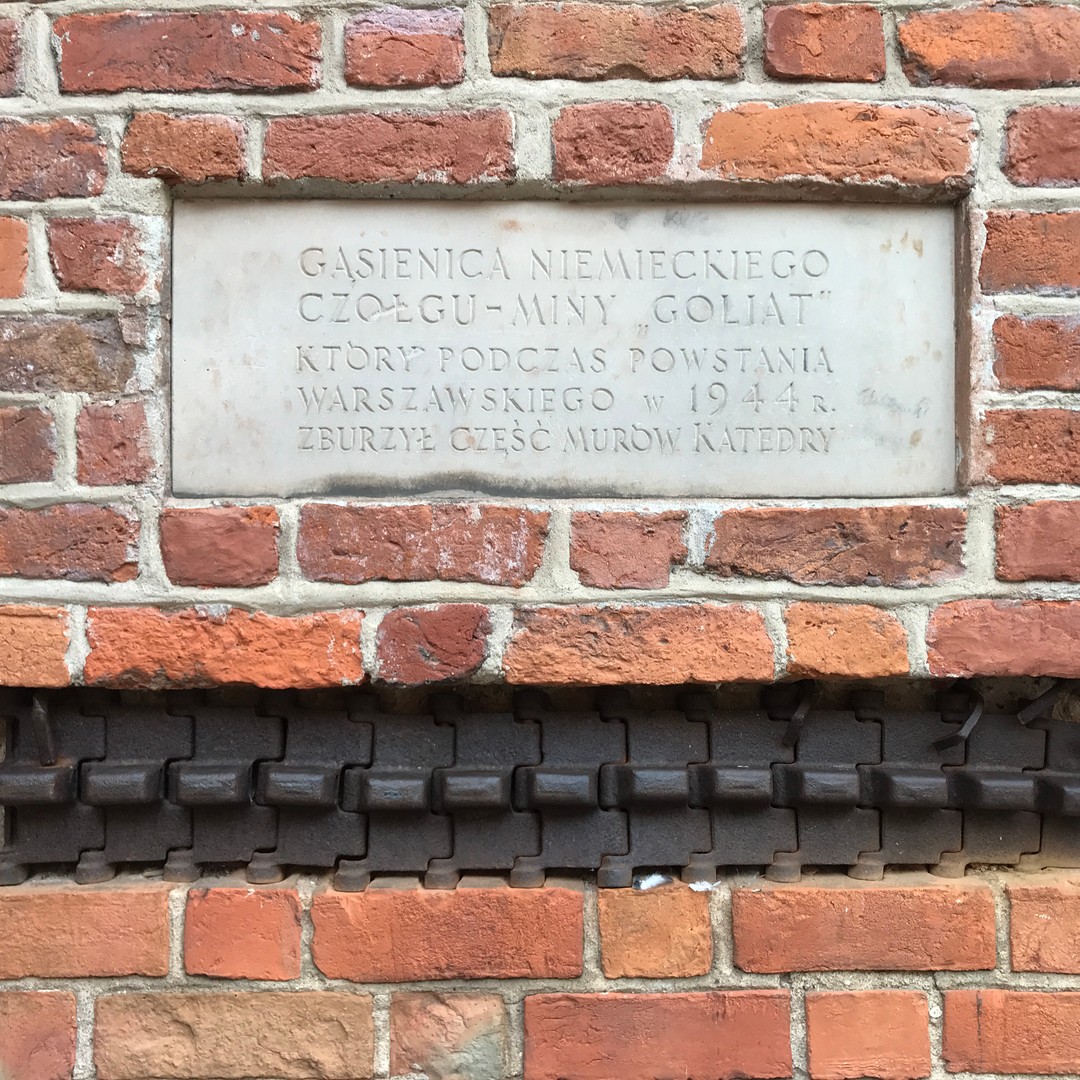 GĄSIENICA NIEMIECKIEGO
CZOŁGU-MINY „GOLIAT"
KTÓRY PODCZAS POWSTANIA
WARSZAWSKIEGO W 1944 R.
ZBURZYŁ CZĘŚĆ MURÓW KATEDRY